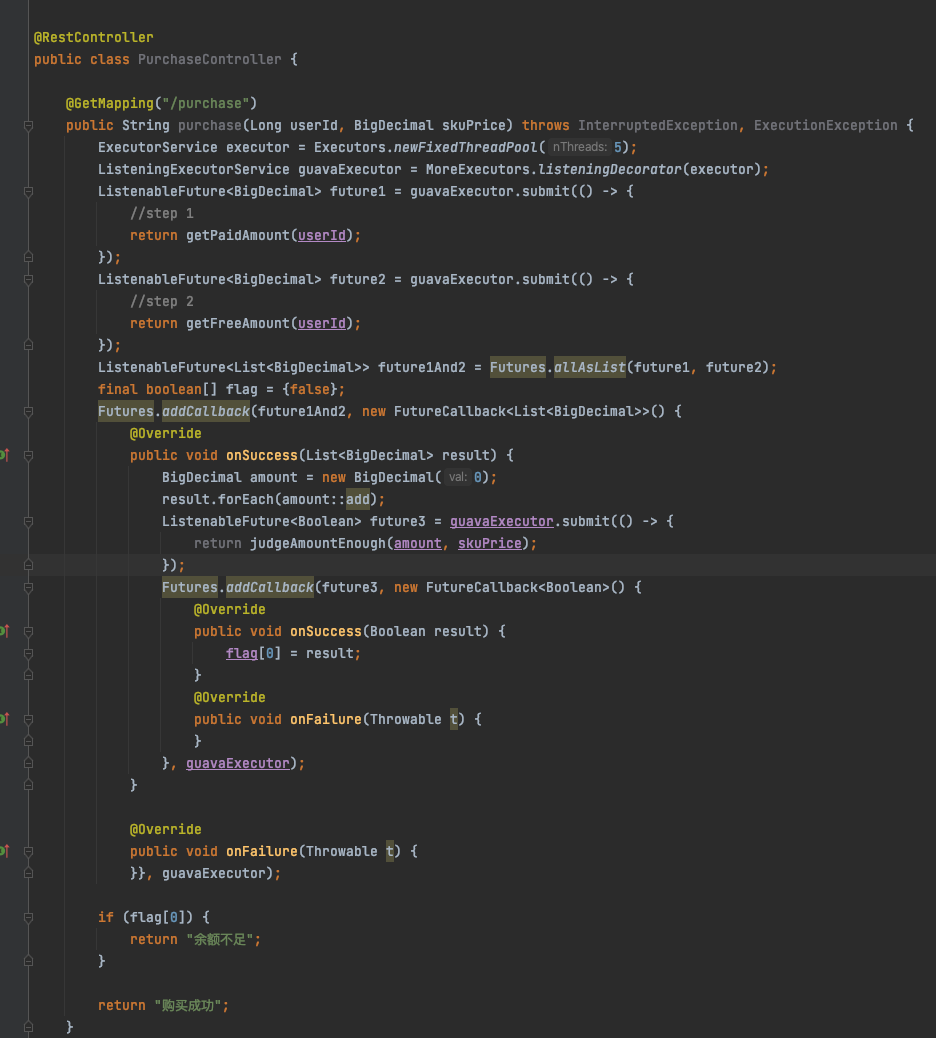 @RestController
public class PurchaseController {
@GetMapping("/purchase")
public String purchase(Long userId, BigDecimal skuPrice) throws InterruptedException, ExecutionException {
ExecutorService executor = Executors.newFixedThreadPool( nThreads: 5);
ListeningExecutorService guavaExecutor = MoreExecutors.listeningDecorator(executor);
ListenableFuture<BigDecimal> future1 = guavaExecutor.submit(() -> {
//step 1
return getPaidAmount(userId);
});
ListenableFuture<BigDecimal> future2 = guavaExecutor.submit(() -> {
//step 2
return getFreeAmount(userId);
});
ListenableFuture<List<BigDecimal>> future1And2 = Futures.allAsList(future1, future2);
final boolean[] flag = {false};
Futures.addCallback(future1And2, new FutureCallback<List<BigDecimal>>() {
@Override
public void onSuccess(List<BigDecimal> result) {
BigDecimal amount = new BigDecimal( val: 0);
result.forEach(amount::add);
ListenableFuture<Boolean> future3 = guavaExecutor.submit(() -> {
return judgeAmountEnough(amount, skuPrice);
});
Futures.addCallback(future3, new FutureCallback<Boolean>() {
@Override
public void onSuccess(Boolean result) {
flag[0] = result;
}
@Override
public void onFailure(Throwable t) {
}
}, guavaExecutor);
}
@Override
public void onFailure(Throwable t) {
}}, guavaExecutor);
if (flag[0]) {
return "余额不足";
}
return "购买成功";
}